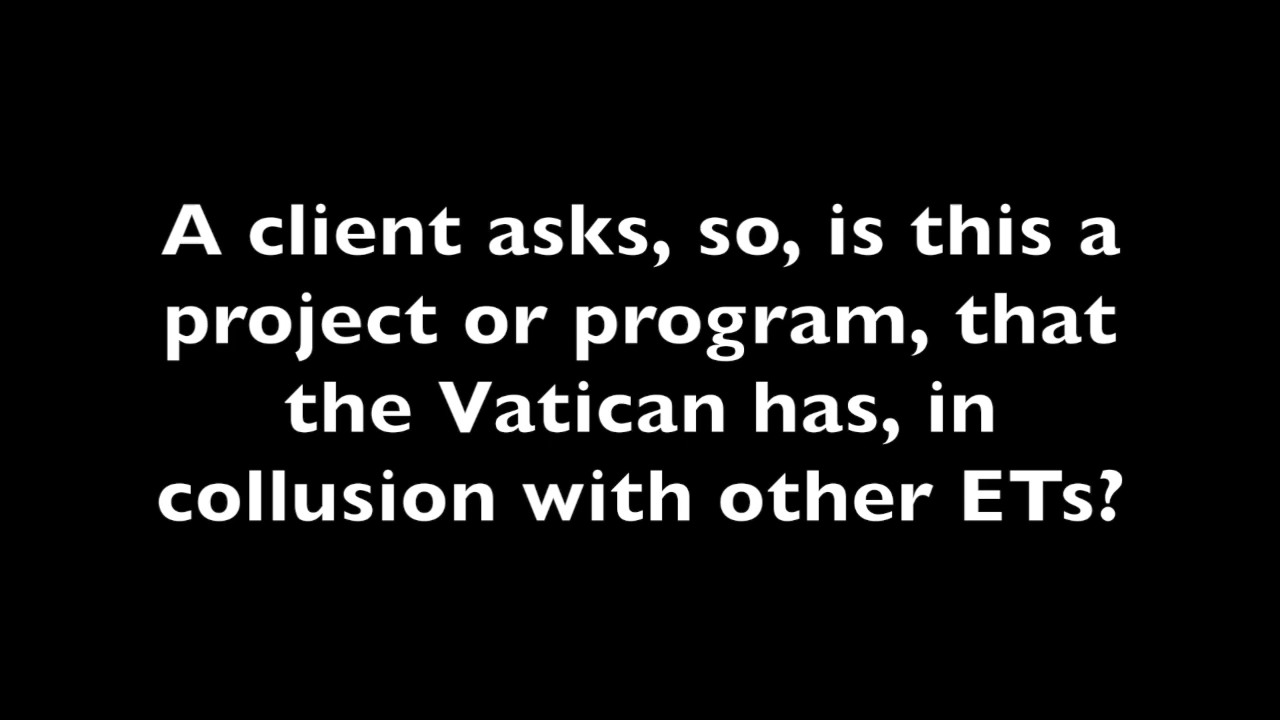 A client asks, so, is this a
project or program, that
the Vatican has, in
collusion with other ETs?